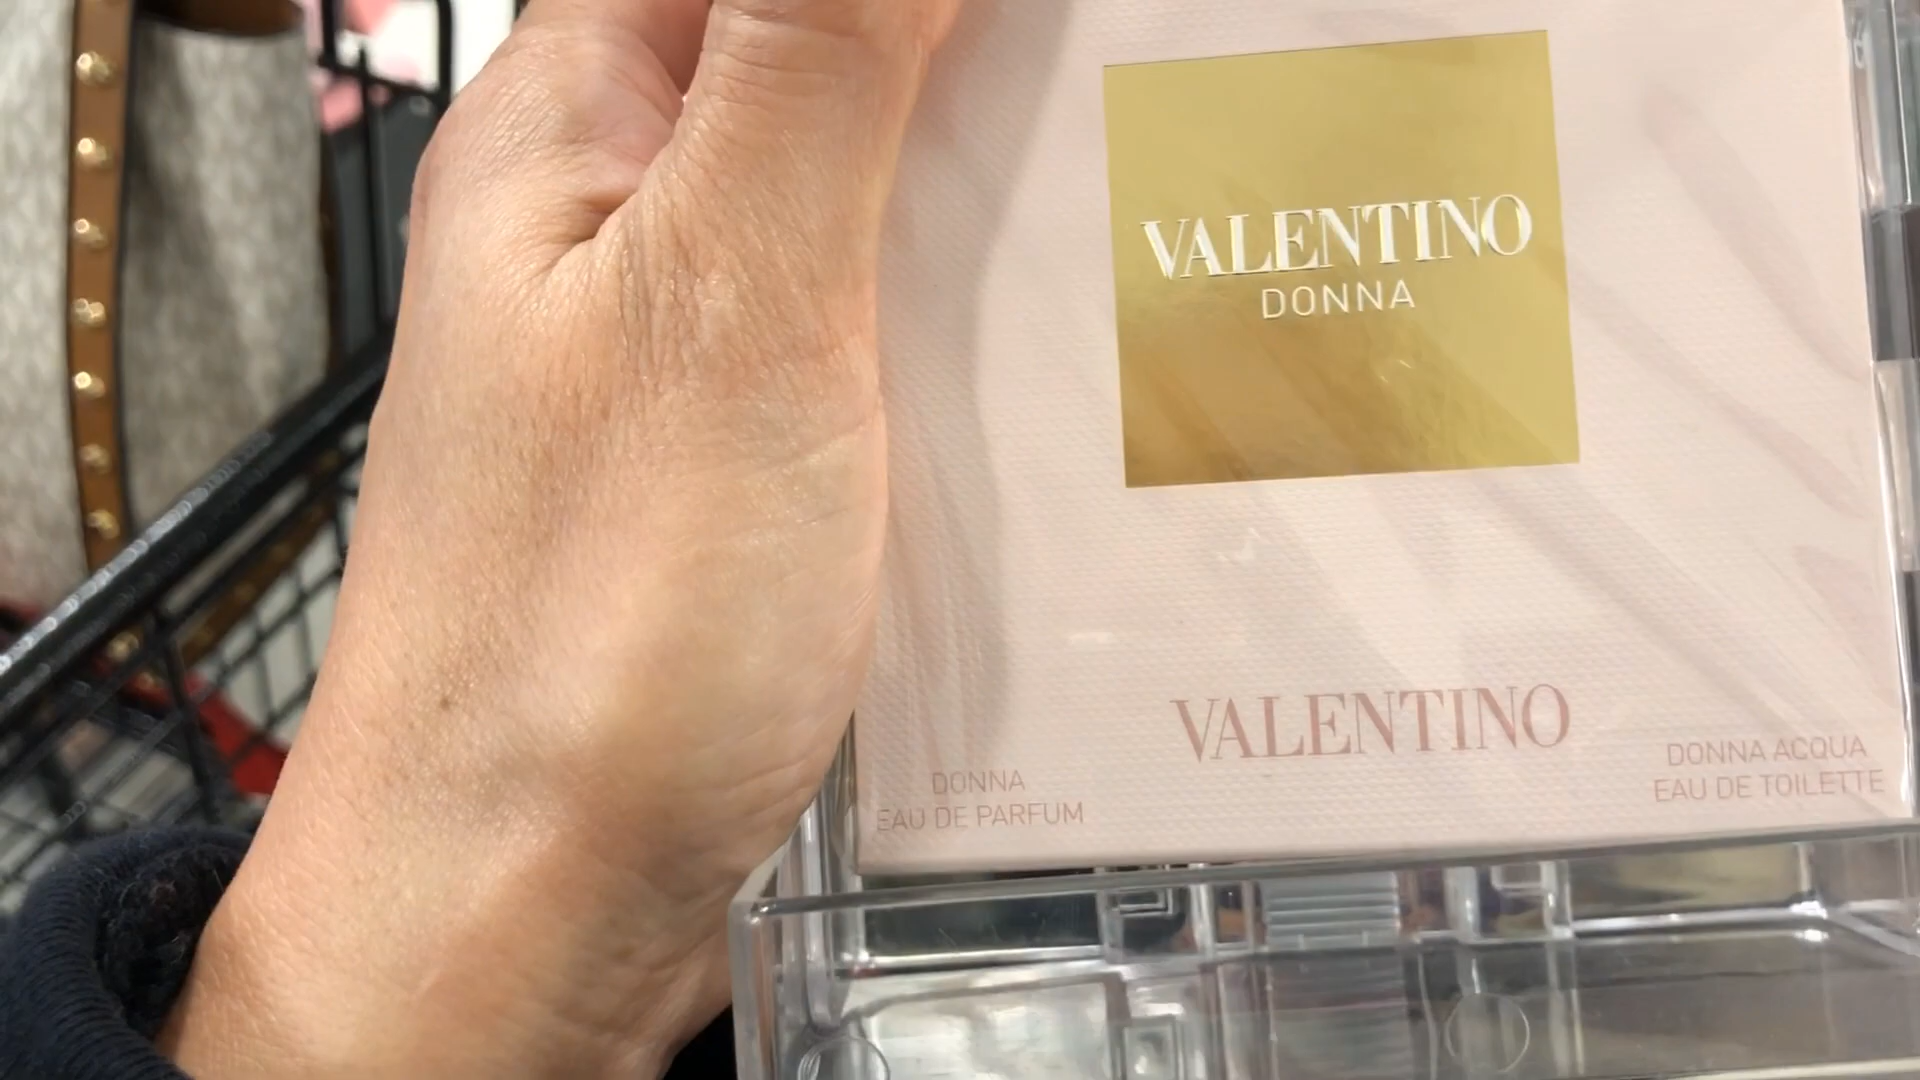 VALENTINO
DONNA
VALENTINO
DONNA
EAU DE PARFUM
DONNA ACQUA
EAU DE TOILETTE